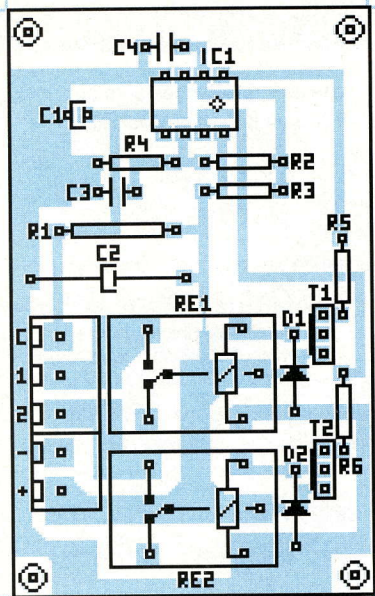 C4 IC1
C1
R4
R2
C3
R3
R1
R5
C2
T1
RE1
D1
C
1
2
T2
D2
-
R6
+
RE2